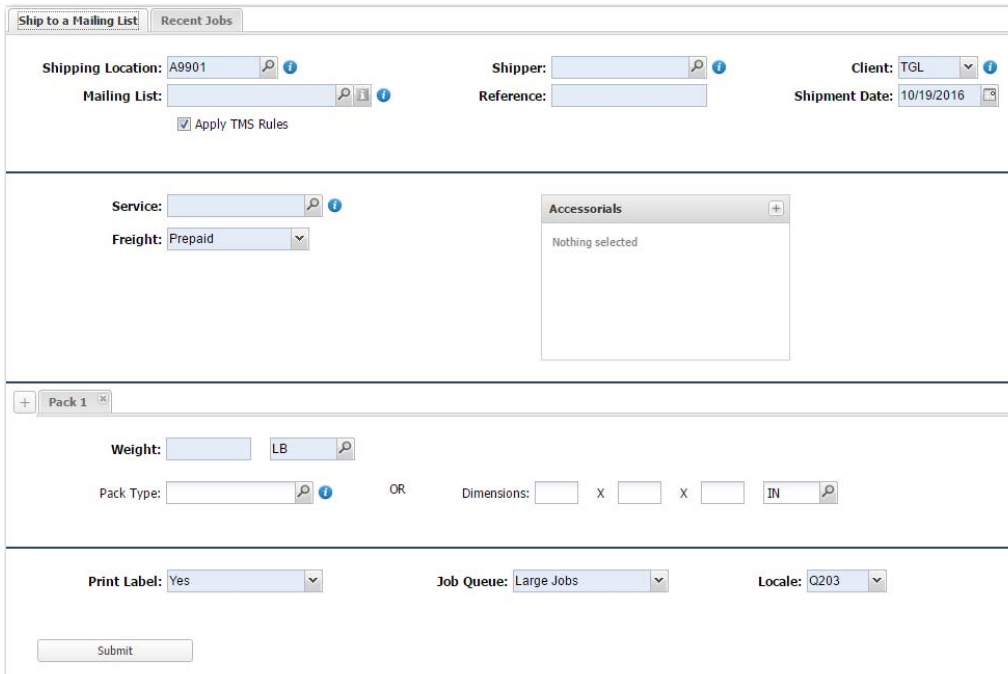 Ship to a Mailing List Recent Jobs
Shipping Location: A9901 Shipper: Client: TGL
Mailing List: Reference: Shipment Date: 10/19/2016
Apply TMS Rules
Service: Accessorials +
Freight: Prepaid Nothing selected
+ Pack 1 x
Weight: LB
Pack Type: OR Dimensions: X X IN
Print Label: Yes Job Queue: Large Jobs Locale: Q203
Submit